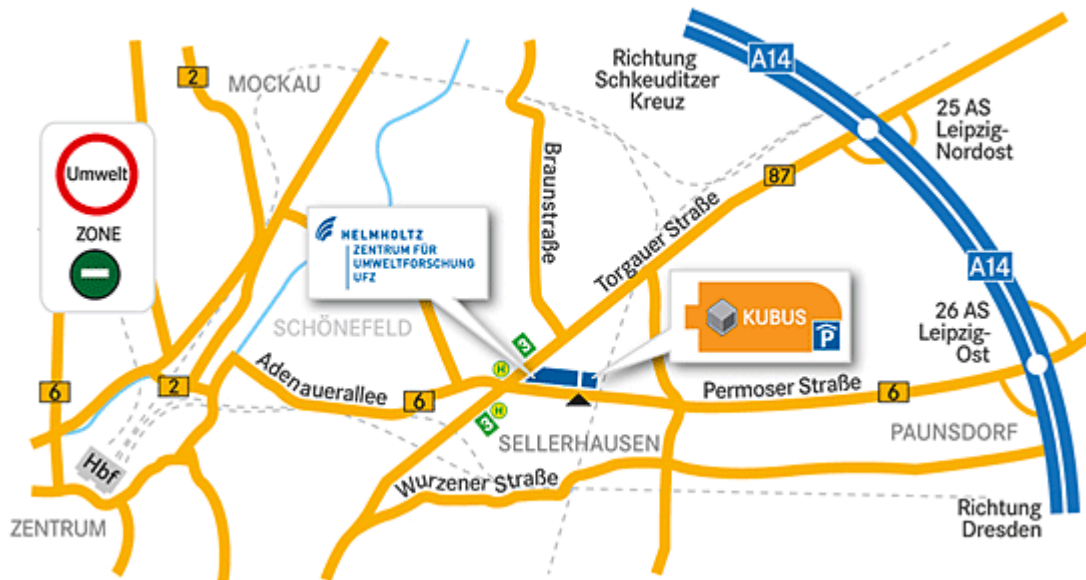 Richtung
Schkeuditzer
Kreuz
A14
2
MOCKAU
25 AS
Leipzig-
Nordost
Umwelt
ZONE
Braunstraße
87
Torgauer Straße
HELMHOLTZ
ZENTRUM FÜR
UMWELTFORSCHUNG
UFZ
A14
KUBUS
P
26 AS
Leipzig-
Ost
SCHÖNEFELD
3
H
Adenauerallee
6
2
6
Permoser Straße
6
3
H
SELLERHAUSEN
PAUNSDORF
Hbf
Wurzener Straße
ZENTRUM
Richtung
Dresden